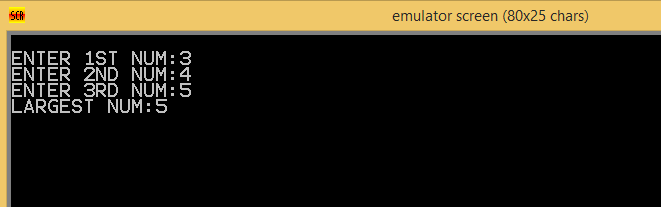 SCR
emulator screen (80x25 chars)
ENTER 1ST NUM:3
ENTER 2ND NUM:4
ENTER 3RD NUM:5
LARGEST NUM:5